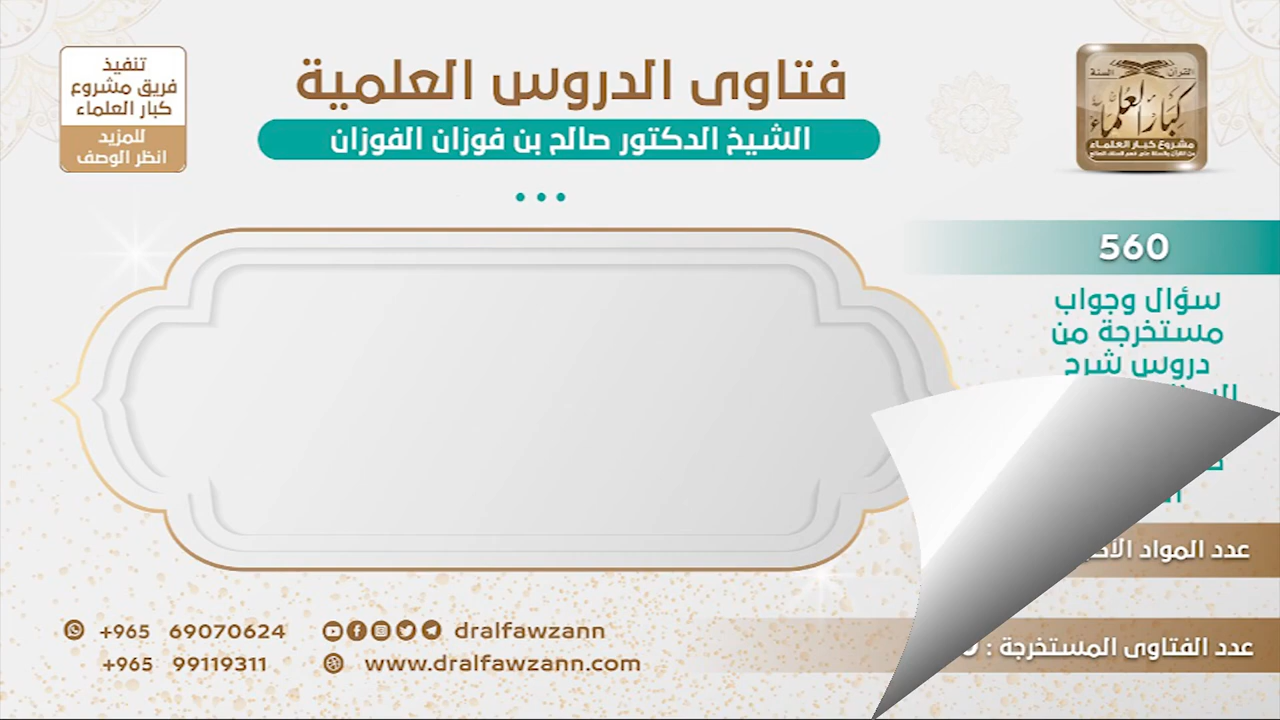 تنفيذ
فريق مشروع
كبار العلماء
للمزيد
انظر الوصف
فتاوى الدروس العلمية
الشيخ الدكتور صالح بن فوزان الفوزان
القرآن السنة
كبار العلماء
مشروع كبار العلماء
560
سؤال وجواب
مستخرجة من
دروس شرح
عدد المواد
عدد الفتاوى المستخرجة :
+965 69070624
dralfawzann
+965 99119311
www.dralfawzann.com